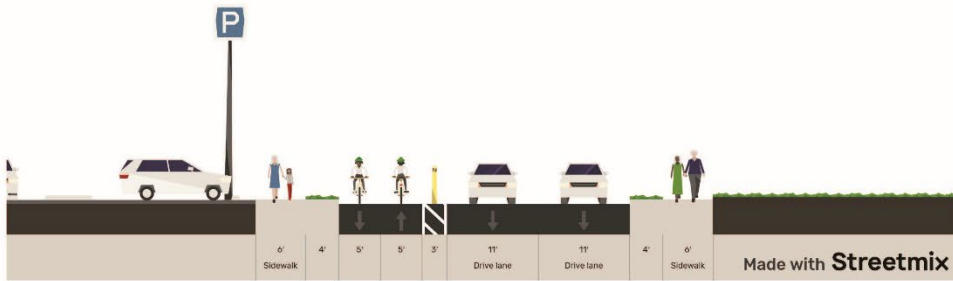 P
6' 4' 5' 5' 3' 11' 11' 4' 6'
Sidewalk Drive lane Drive lane Sidewalk
Made with Streetmix